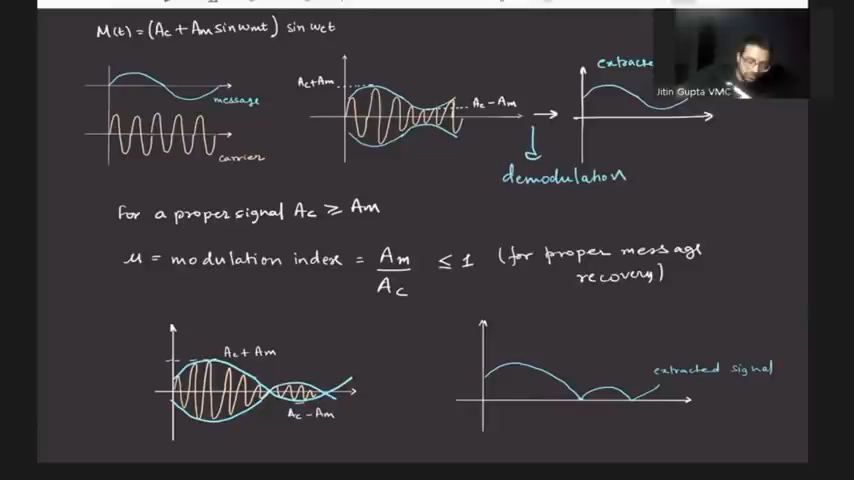 M(t) = (Ac + Am sin ωmt) sin ωct
Ac+Am
message
carrier
Ac - Am
extracte
Jitin Gupta VMC
demodulation
for a proper signal Ac ≥ Am
μ = modulation index = Am/Ac ≤ 1 (for proper message
recovery)
Ac + Am
Ac - Am
extracted signal